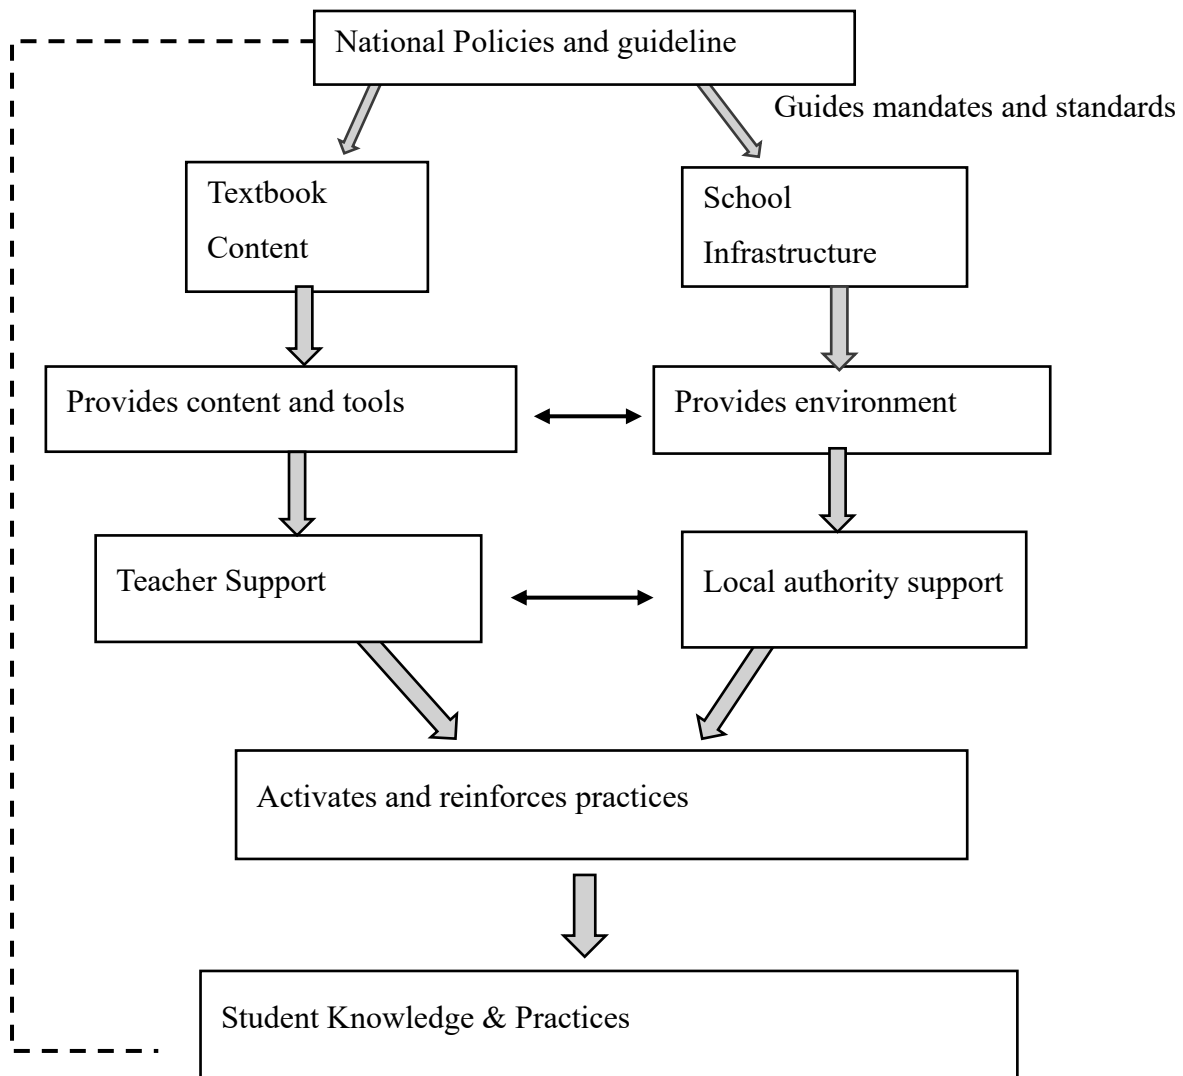 National Policies and guideline
Guides mandates and standards
Textbook
Content
School
Infrastructure
Provides content and tools
Provides environment
Teacher Support
Local authority support
Activates and reinforces practices
Student Knowledge & Practices